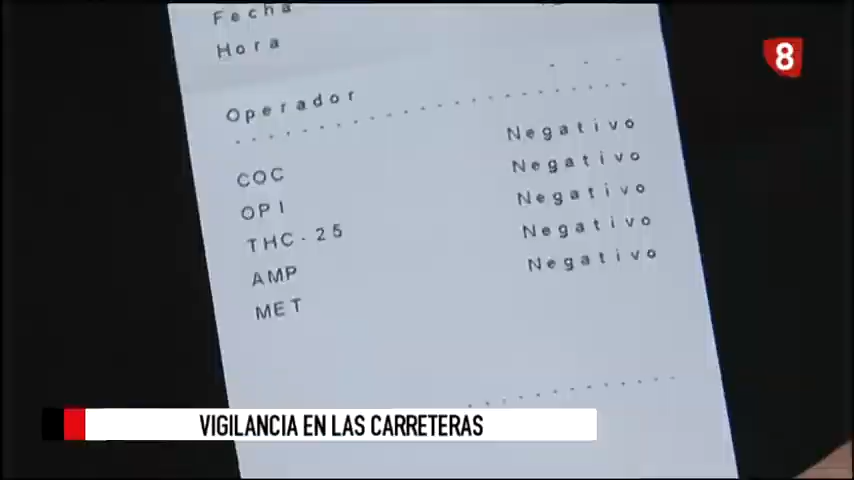 Fecha
Hora
8
Operador
COC Negativo
OPI Negativo
THC-25 Negativo
AMP Negativo
MET Negativo
VIGILANCIA EN LAS CARRETERAS